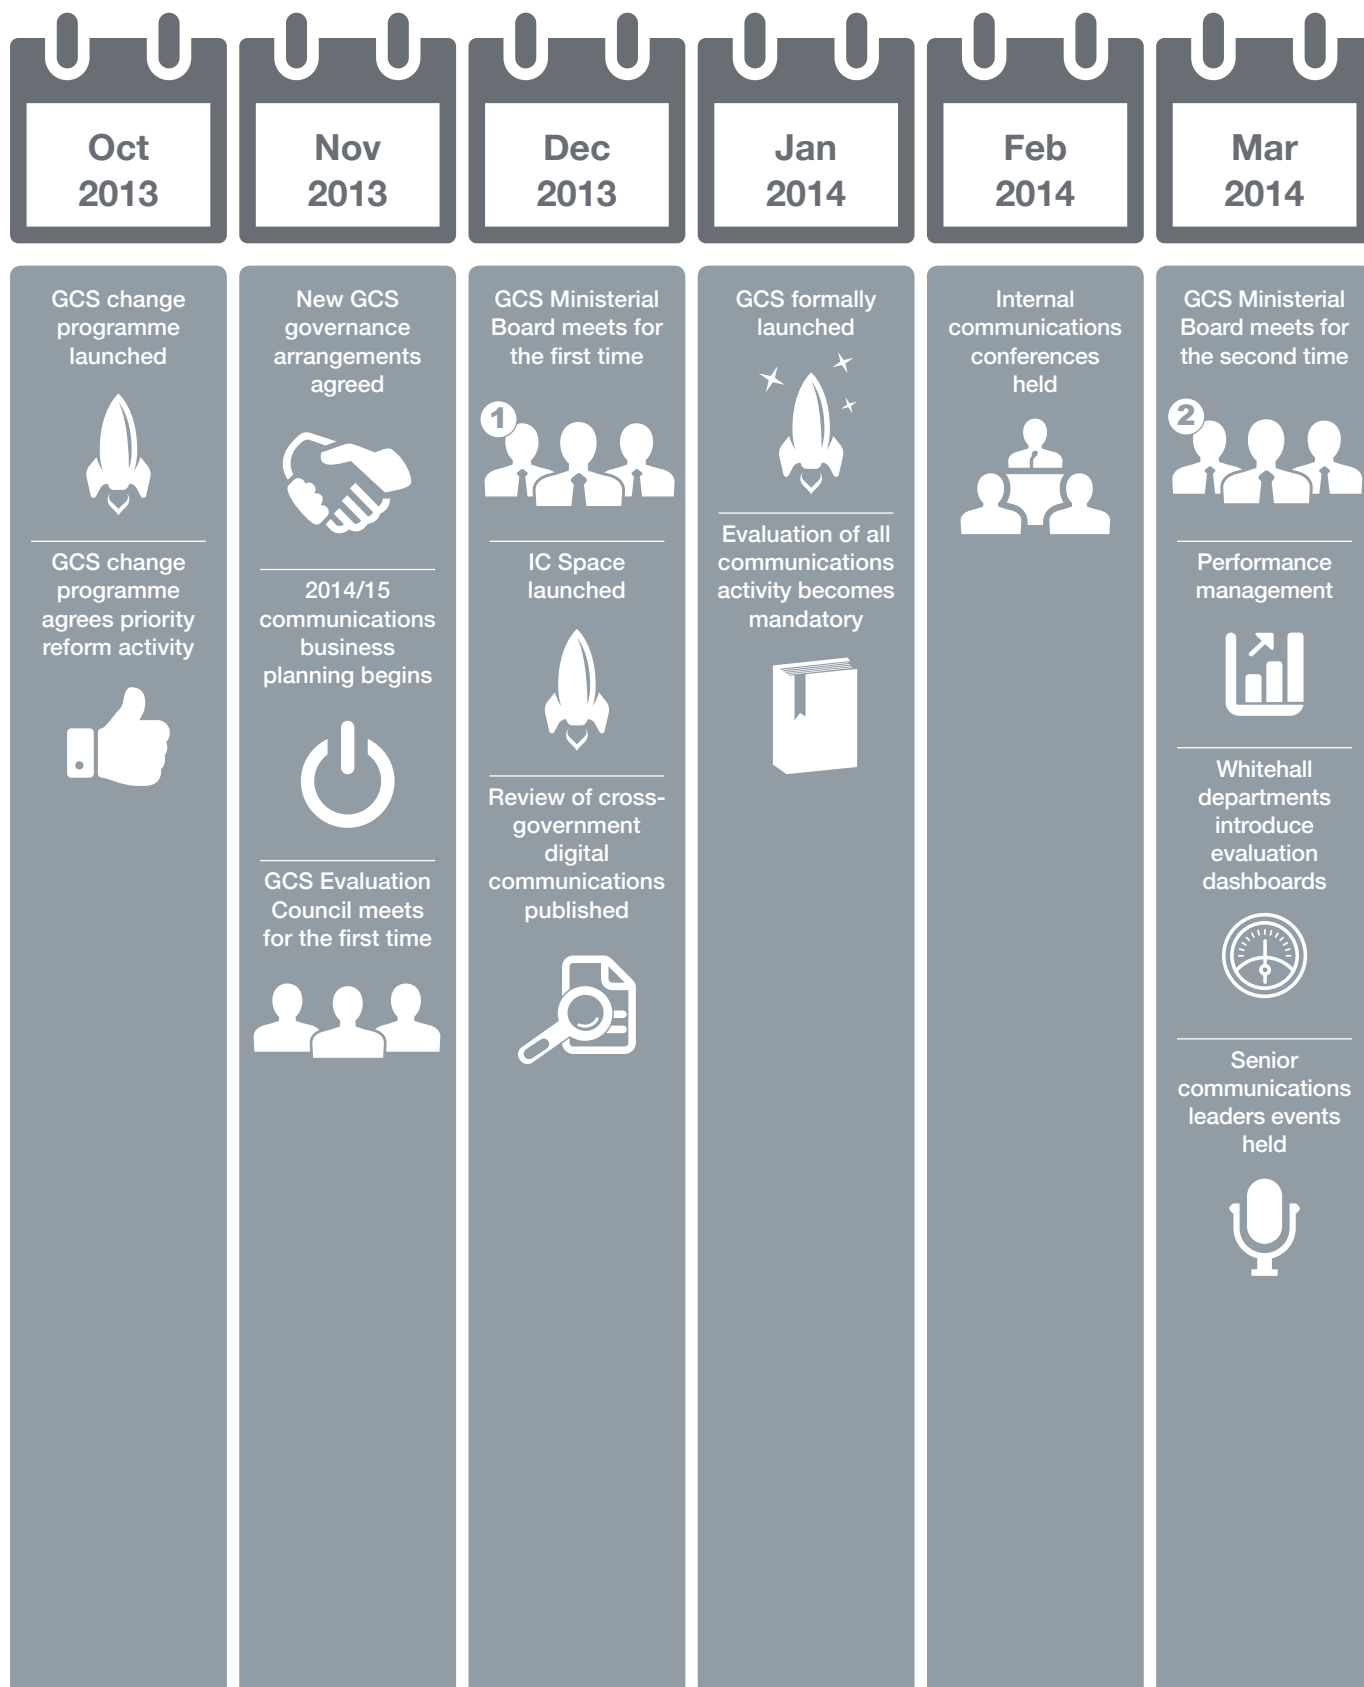 Oct
2013
GCS change
programme
launched
GCS change
programme
agrees priority
reform activity
Nov
2013
New GCS
governance
arrangements
agreed
2014/15
communications
business
planning begins
GCS Evaluation
Council meets
for the first time
Dec
2013
GCS Ministerial
Board meets for
the first time
1
IC Space
launched
Review of cross-
government
digital
communications
published
Jan
2014
GCS formally
launched
Evaluation of all
communications
activity becomes
mandatory
Feb
2014
Internal
communications
conferences
held
Mar
2014
GCS Ministerial
Board meets for
the second time
2
Performance
management
Whitehall
departments
introduce
evaluation
dashboards
Senior
communications
leaders events
held